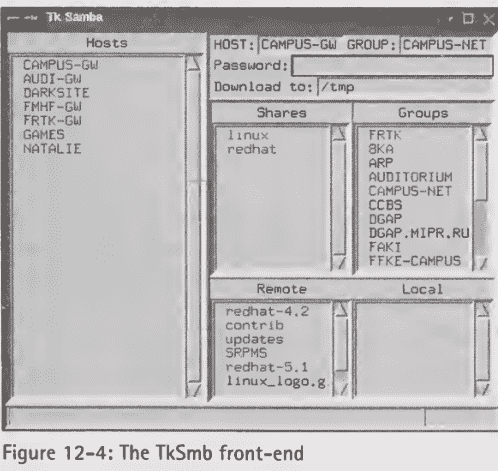 Tk Samba
Hosts
CAMPUS-GW
AUDI-GW
DARKSITE
FMHF-GW
FRTK-GW
GAMES
NATALIE
HOST: CAMPUS-GW GROUP: CAMPUS-NET
Password:
Download to: /tmp
Shares
linux
redhat
Groups
FRTK
8KA
ARP
AUDITORIUM
CAMPUS-NET
CCBS
DGAP
DGAP.MIPR.RU
FAKI
FFKE-CAMPUS
Remote
redhat-4.2
contrib
updates
SRPMS
redhat-5.1
linux_logo.g
Local
Figure 12-4: The TkSmb front-end